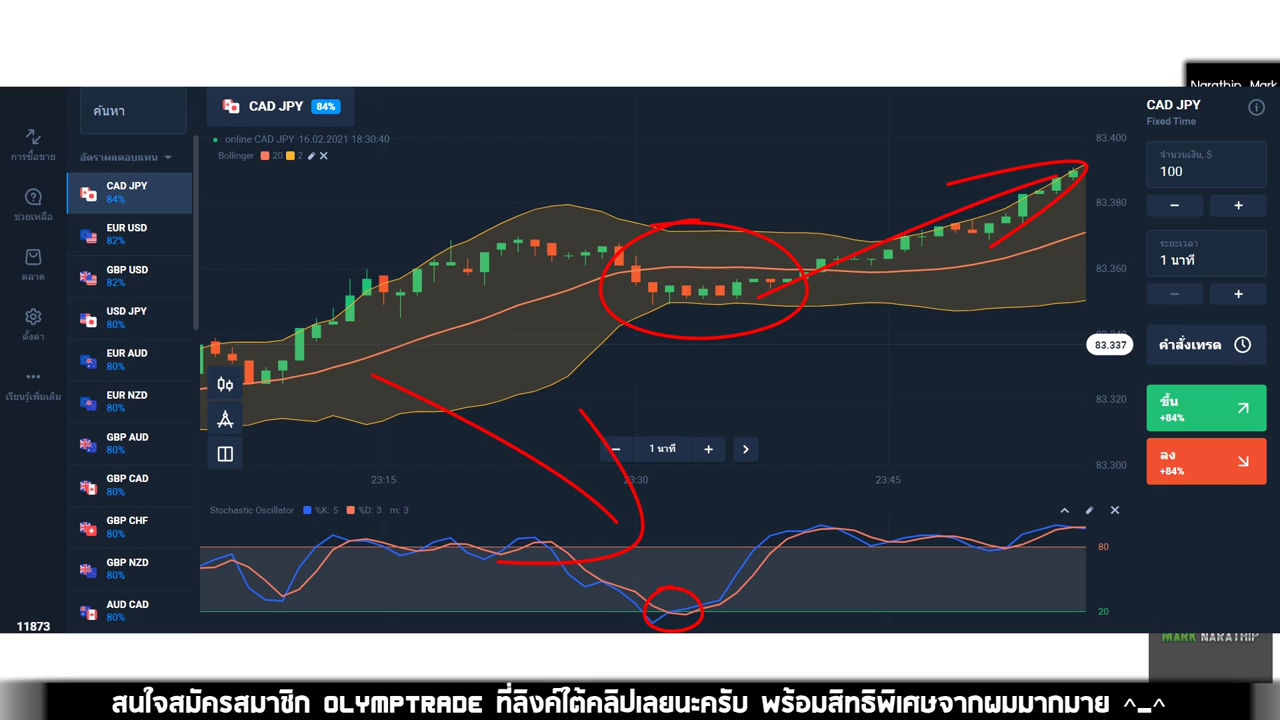 Narathip Mark
ค้นหา
CAD JPY 84%
CAD JPY
Fixed Time
online CAD JPY 16.02.2021 18:30:40
Bollinger 20 2
83.400
การซื้อขาย
อัตราผลตอบแทน
จำนวนเงิน, $
100
CAD JPY
84%
83.380
ช่วยเหลือ
− +
EUR USD
82%
ระยะเวลา
1 นาที
GBP USD
82%
83.360
ตลาด
− +
USD JPY
80%
ตั้งค่า
83.337
คำสั่งเทรด
EUR AUD
80%
เรียนรู้เพิ่มเติม
EUR NZD
80%
83.320
ขึ้น
+84%
GBP AUD
80%
− 1 นาที +
83.300
ลง
+84%
GBP CAD
80%
23:15 23:30 23:45
Stochastic Oscillator %K: 5 %D: 3 m: 3
GBP CHF
80%
80
GBP NZD
80%
AUD CAD
80%
20
11873
MARK NARATHIP
สนใจสมัครสมาชิก OLYMPTRADE ที่ลิงค์ใต้คลิปเลยนะครับ พร้อมสิทธิพิเศษจากผมมากมาย ^_^